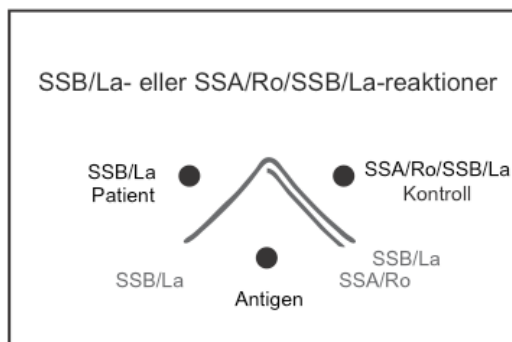 SSB/La- eller SSA/Ro/SSB/La-reaktioner
SSB/La
Patient
SSA/Ro/SSB/La
Kontroll
SSB/La
SSB/La
SSA/Ro
Antigen